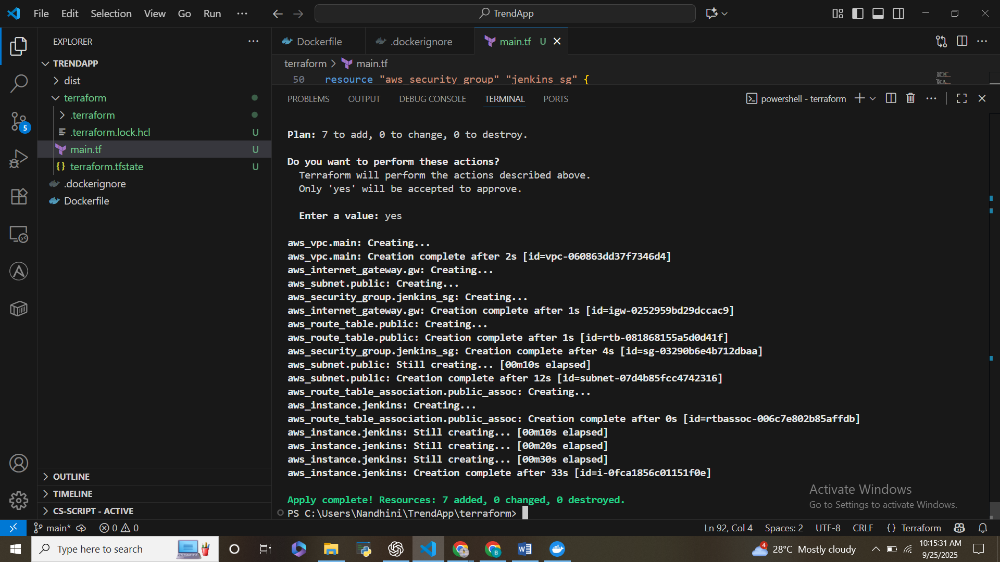 File Edit Selection View Go Run ···
TrendApp
EXPLORER
Dockerfile
.dockerignore
main.tf U
TRENDAPP
dist
terraform
.terraform
.terraform.lock.hcl U
main.tf U
terraform.tfstate U
.dockerignore
Dockerfile
OUTLINE
TIMELINE
CS-SCRIPT - ACTIVE
terraform > main.tf
50 resource "aws_security_group" "jenkins_sg" {
PROBLEMS OUTPUT DEBUG CONSOLE TERMINAL PORTS
powershell - terraform
Plan: 7 to add, 0 to change, 0 to destroy.
Do you want to perform these actions?
Terraform will perform the actions described above.
Only 'yes' will be accepted to approve.
Enter a value: yes
aws_vpc.main: Creating...
aws_vpc.main: Creation complete after 2s [id=vpc-060863dd37f7346d4]
aws_internet_gateway.gw: Creating...
aws_subnet.public: Creating...
aws_security_group.jenkins_sg: Creating...
aws_internet_gateway.gw: Creation complete after 1s [id=igw-0252959bd29dccac9]
aws_route_table.public: Creating...
aws_route_table.public: Creation complete after 1s [id=rtb-081868155a5d0d41f]
aws_security_group.jenkins_sg: Creation complete after 4s [id=sg-03290b6e4b712dbaa]
aws_subnet.public: Still creating... [00m10s elapsed]
aws_subnet.public: Creation complete after 12s [id=subnet-07d4b85fcc4742316]
aws_route_table_association.public_assoc: Creating...
aws_instance.jenkins: Creating...
aws_route_table_association.public_assoc: Creation complete after 0s [id=rtbassoc-006c7e802b85affdb]
aws_instance.jenkins: Still creating... [00m10s elapsed]
aws_instance.jenkins: Still creating... [00m20s elapsed]
aws_instance.jenkins: Still creating... [00m30s elapsed]
aws_instance.jenkins: Creation complete after 33s [id=i-0fca1856c01151f0e]
Apply complete! Resources: 7 added, 0 changed, 0 destroyed.
PS C:\Users\Nandhini\TrendApp\terraform>
Activate Windows
Go to Settings to activate Windows.
5
main* 0 0
Ln 92, Col 4 Spaces: 2 UTF-8 CRLF {} Terraform
Type here to search
4
28°C Mostly cloudy
10:15:31 AM
9/25/2025